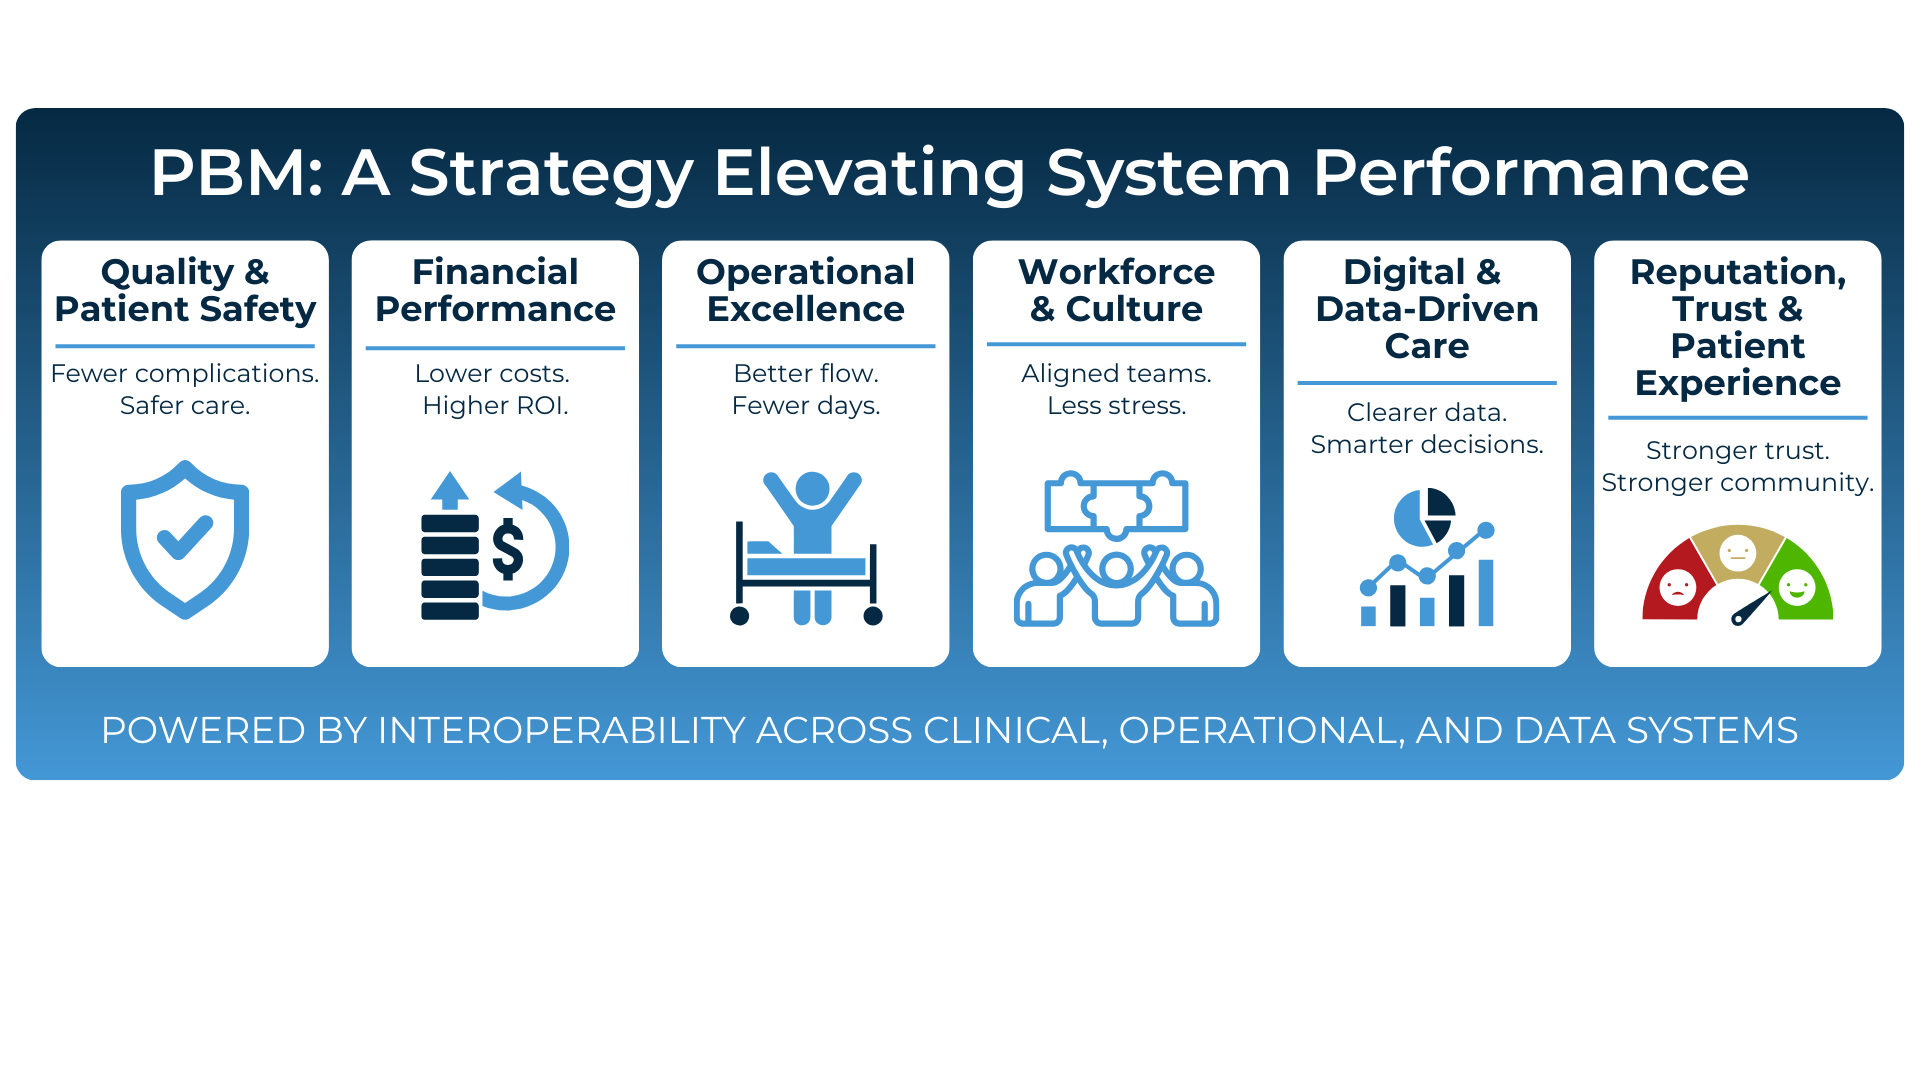 PBM: A Strategy Elevating System Performance
Quality &
Patient Safety
Fewer complications.
Safer care.
Financial
Performance
Lower costs.
Higher ROI.
$
Operational
Excellence
Better flow.
Fewer days.
Workforce
& Culture
Aligned teams.
Less stress.
Digital &
Data-Driven
Care
Clearer data.
Smarter decisions.
Reputation,
Trust &
Patient
Experience
Stronger trust.
Stronger community.
POWERED BY INTEROPERABILITY ACROSS CLINICAL, OPERATIONAL, AND DATA SYSTEMS